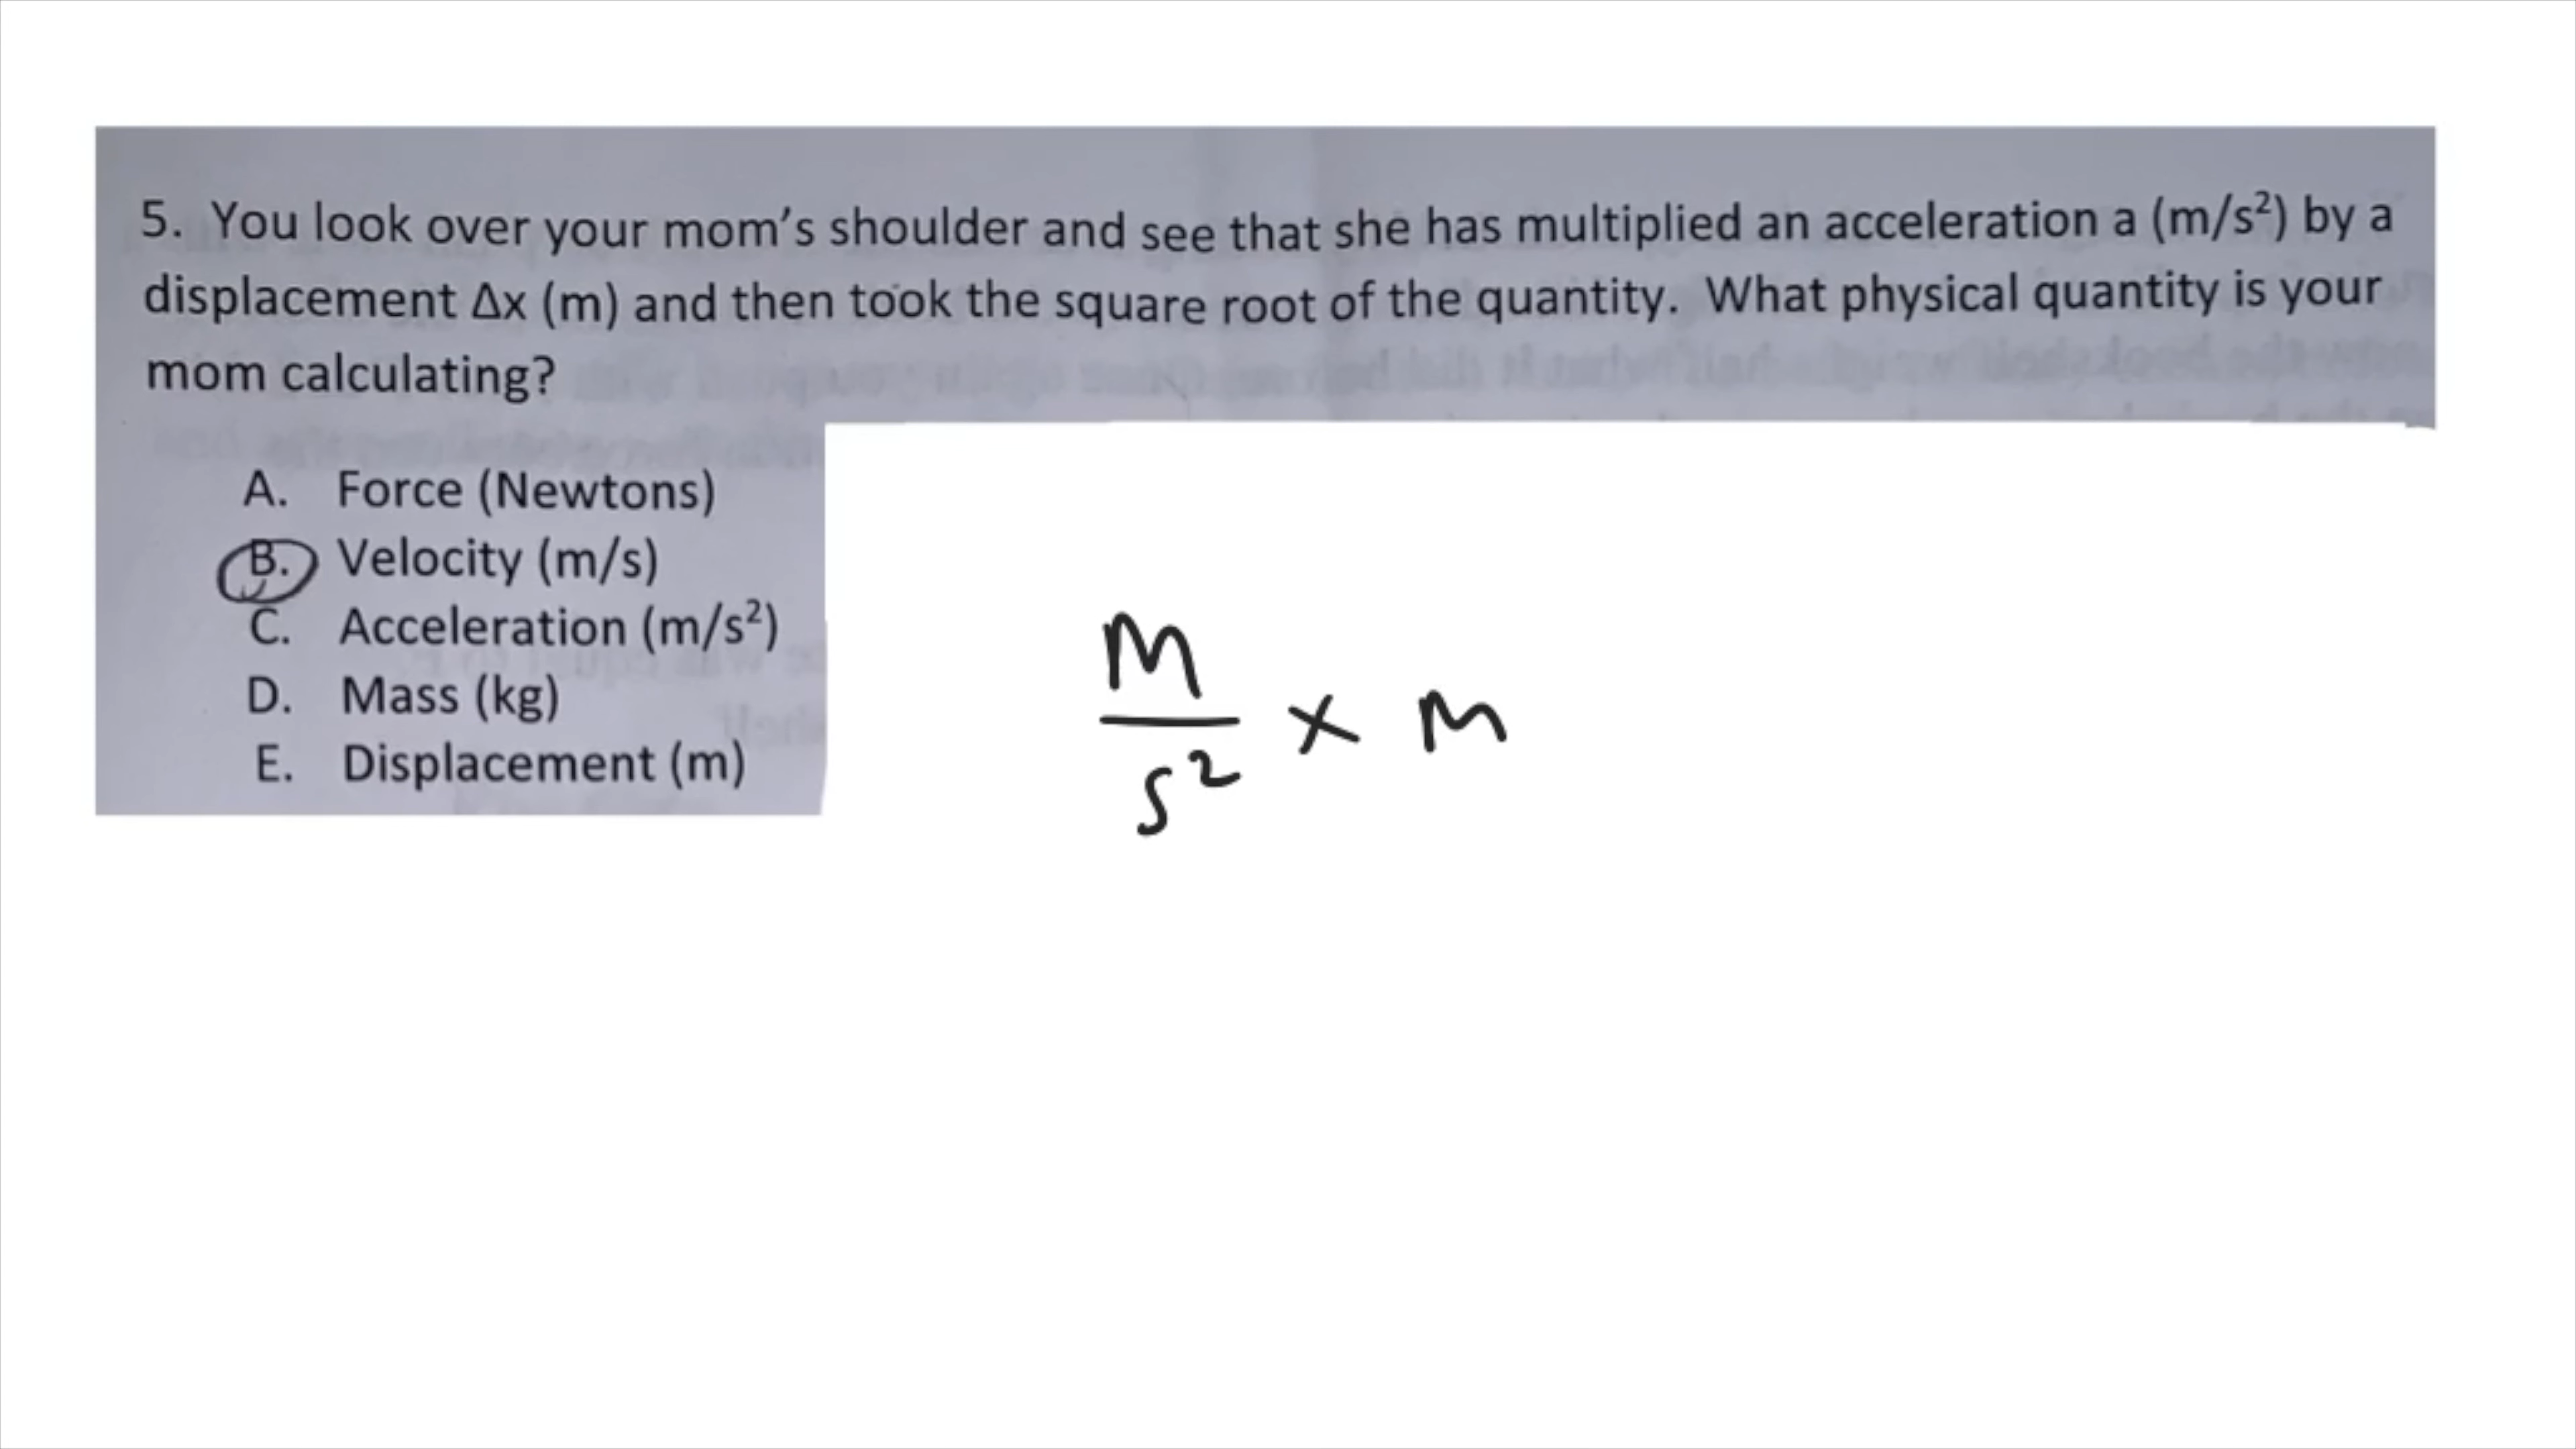 5. You look over your mom's shoulder and see that she has multiplied an acceleration a (m/s²) by a
displacement Δx (m) and then took the square root of the quantity. What physical quantity is your
mom calculating?
A. Force (Newtons)
B. Velocity (m/s)
C. Acceleration (m/s²)
D. Mass (kg)
E. Displacement (m)
m
s² × m